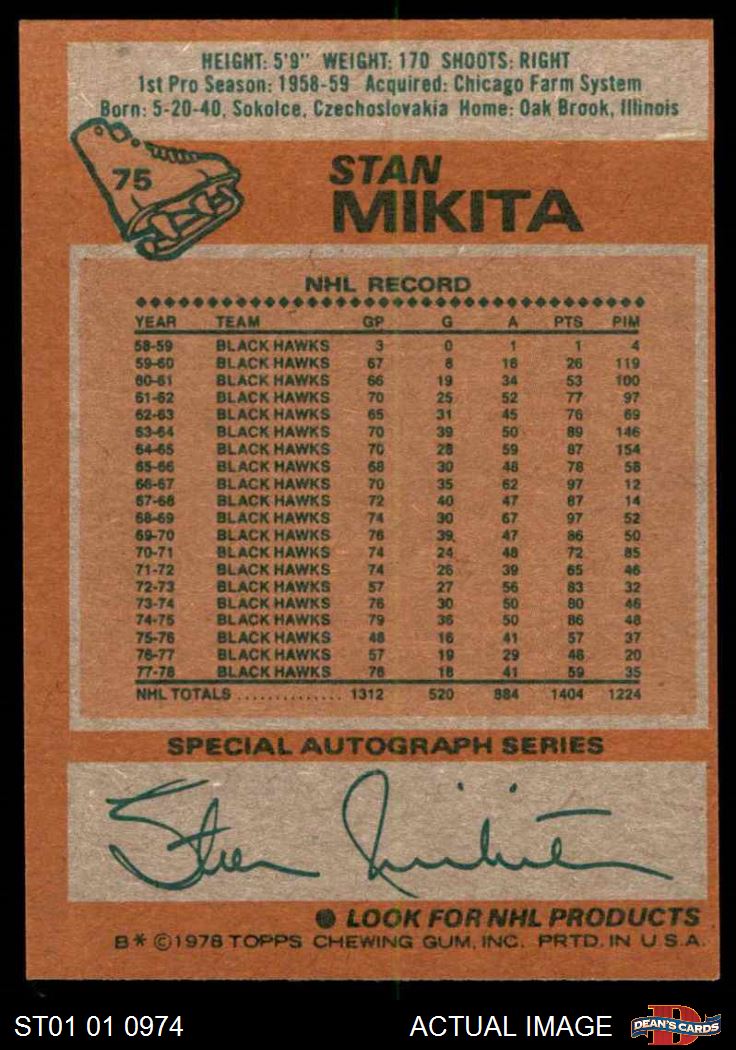 HEIGHT: 5'9" WEIGHT: 170 SHOOTS: RIGHT
1st Pro Season: 1958-59 Acquired: Chicago Farm System
Born: 5-20-40, Sokolce, Czechoslovakia Home: Oak Brook, Illinois
75
STAN
MIKITA
NHL RECORD
YEAR TEAM GP G A PTS PIM
58-59 BLACK HAWKS 3 0 1 1 4
59-60 BLACK HAWKS 67 8 18 26 119
60-61 BLACK HAWKS 66 19 34 53 100
61-62 BLACK HAWKS 70 25 52 77 97
62-63 BLACK HAWKS 65 31 45 76 69
63-64 BLACK HAWKS 70 39 50 89 146
64-65 BLACK HAWKS 70 28 59 87 154
65-66 BLACK HAWKS 68 30 48 78 58
66-67 BLACK HAWKS 70 35 62 97 12
67-68 BLACK HAWKS 72 40 47 87 14
68-69 BLACK HAWKS 74 30 67 97 52
69-70 BLACK HAWKS 76 39 47 86 50
70-71 BLACK HAWKS 74 24 48 72 85
71-72 BLACK HAWKS 74 26 39 65 46
72-73 BLACK HAWKS 57 27 56 83 32
73-74 BLACK HAWKS 76 30 50 80 46
74-75 BLACK HAWKS 79 36 50 86 48
75-76 BLACK HAWKS 48 16 41 57 37
76-77 BLACK HAWKS 57 19 29 48 20
77-78 BLACK HAWKS 76 18 41 59 35
NHL TOTALS .............. 1312 520 884 1404 1224
SPECIAL AUTOGRAPH SERIES
Stan Mikita
LOOK FOR NHL PRODUCTS
B* ©1978 TOPPS CHEWING GUM, INC. PRTD. IN U.S.A.
ST01 01 0974 ACTUAL IMAGE
D
DEAN'S CARDS